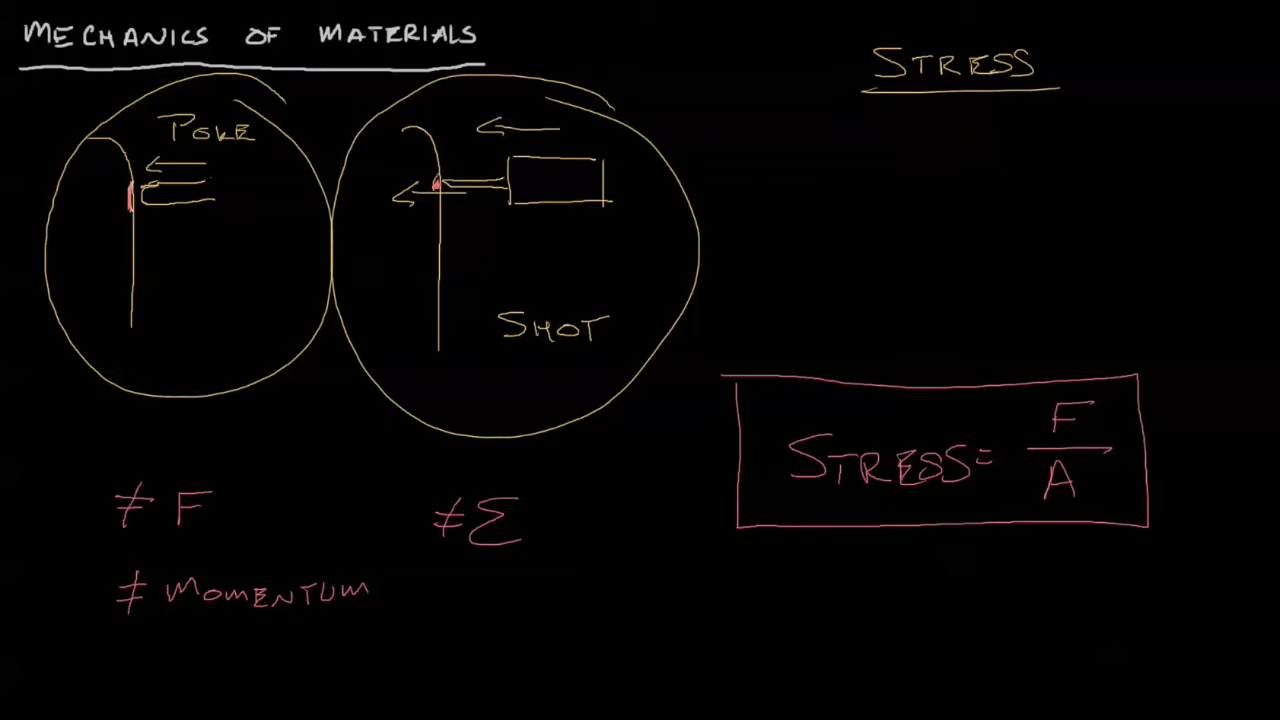 MECHANICS OF MATERIALS
STRESS
POKE
SHOT
STRESS = F/A
≠ F
≠ Σ
≠ MOMENTUM